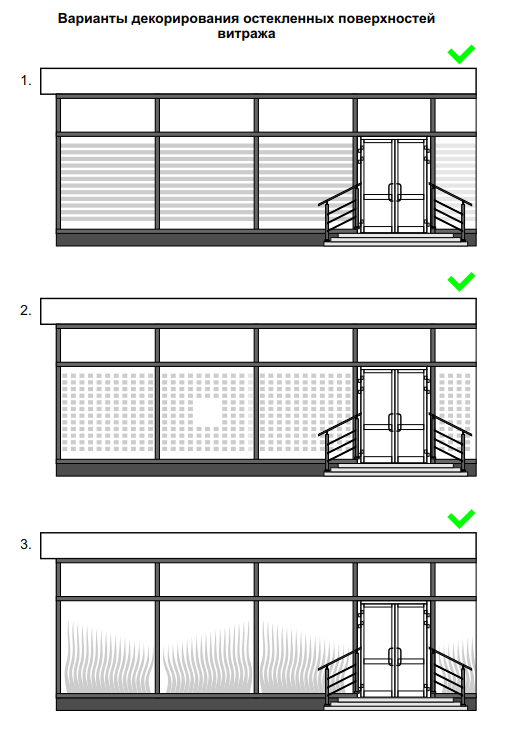 Варианты декорирования остекленных поверхностей
витража
1.
2.
3.